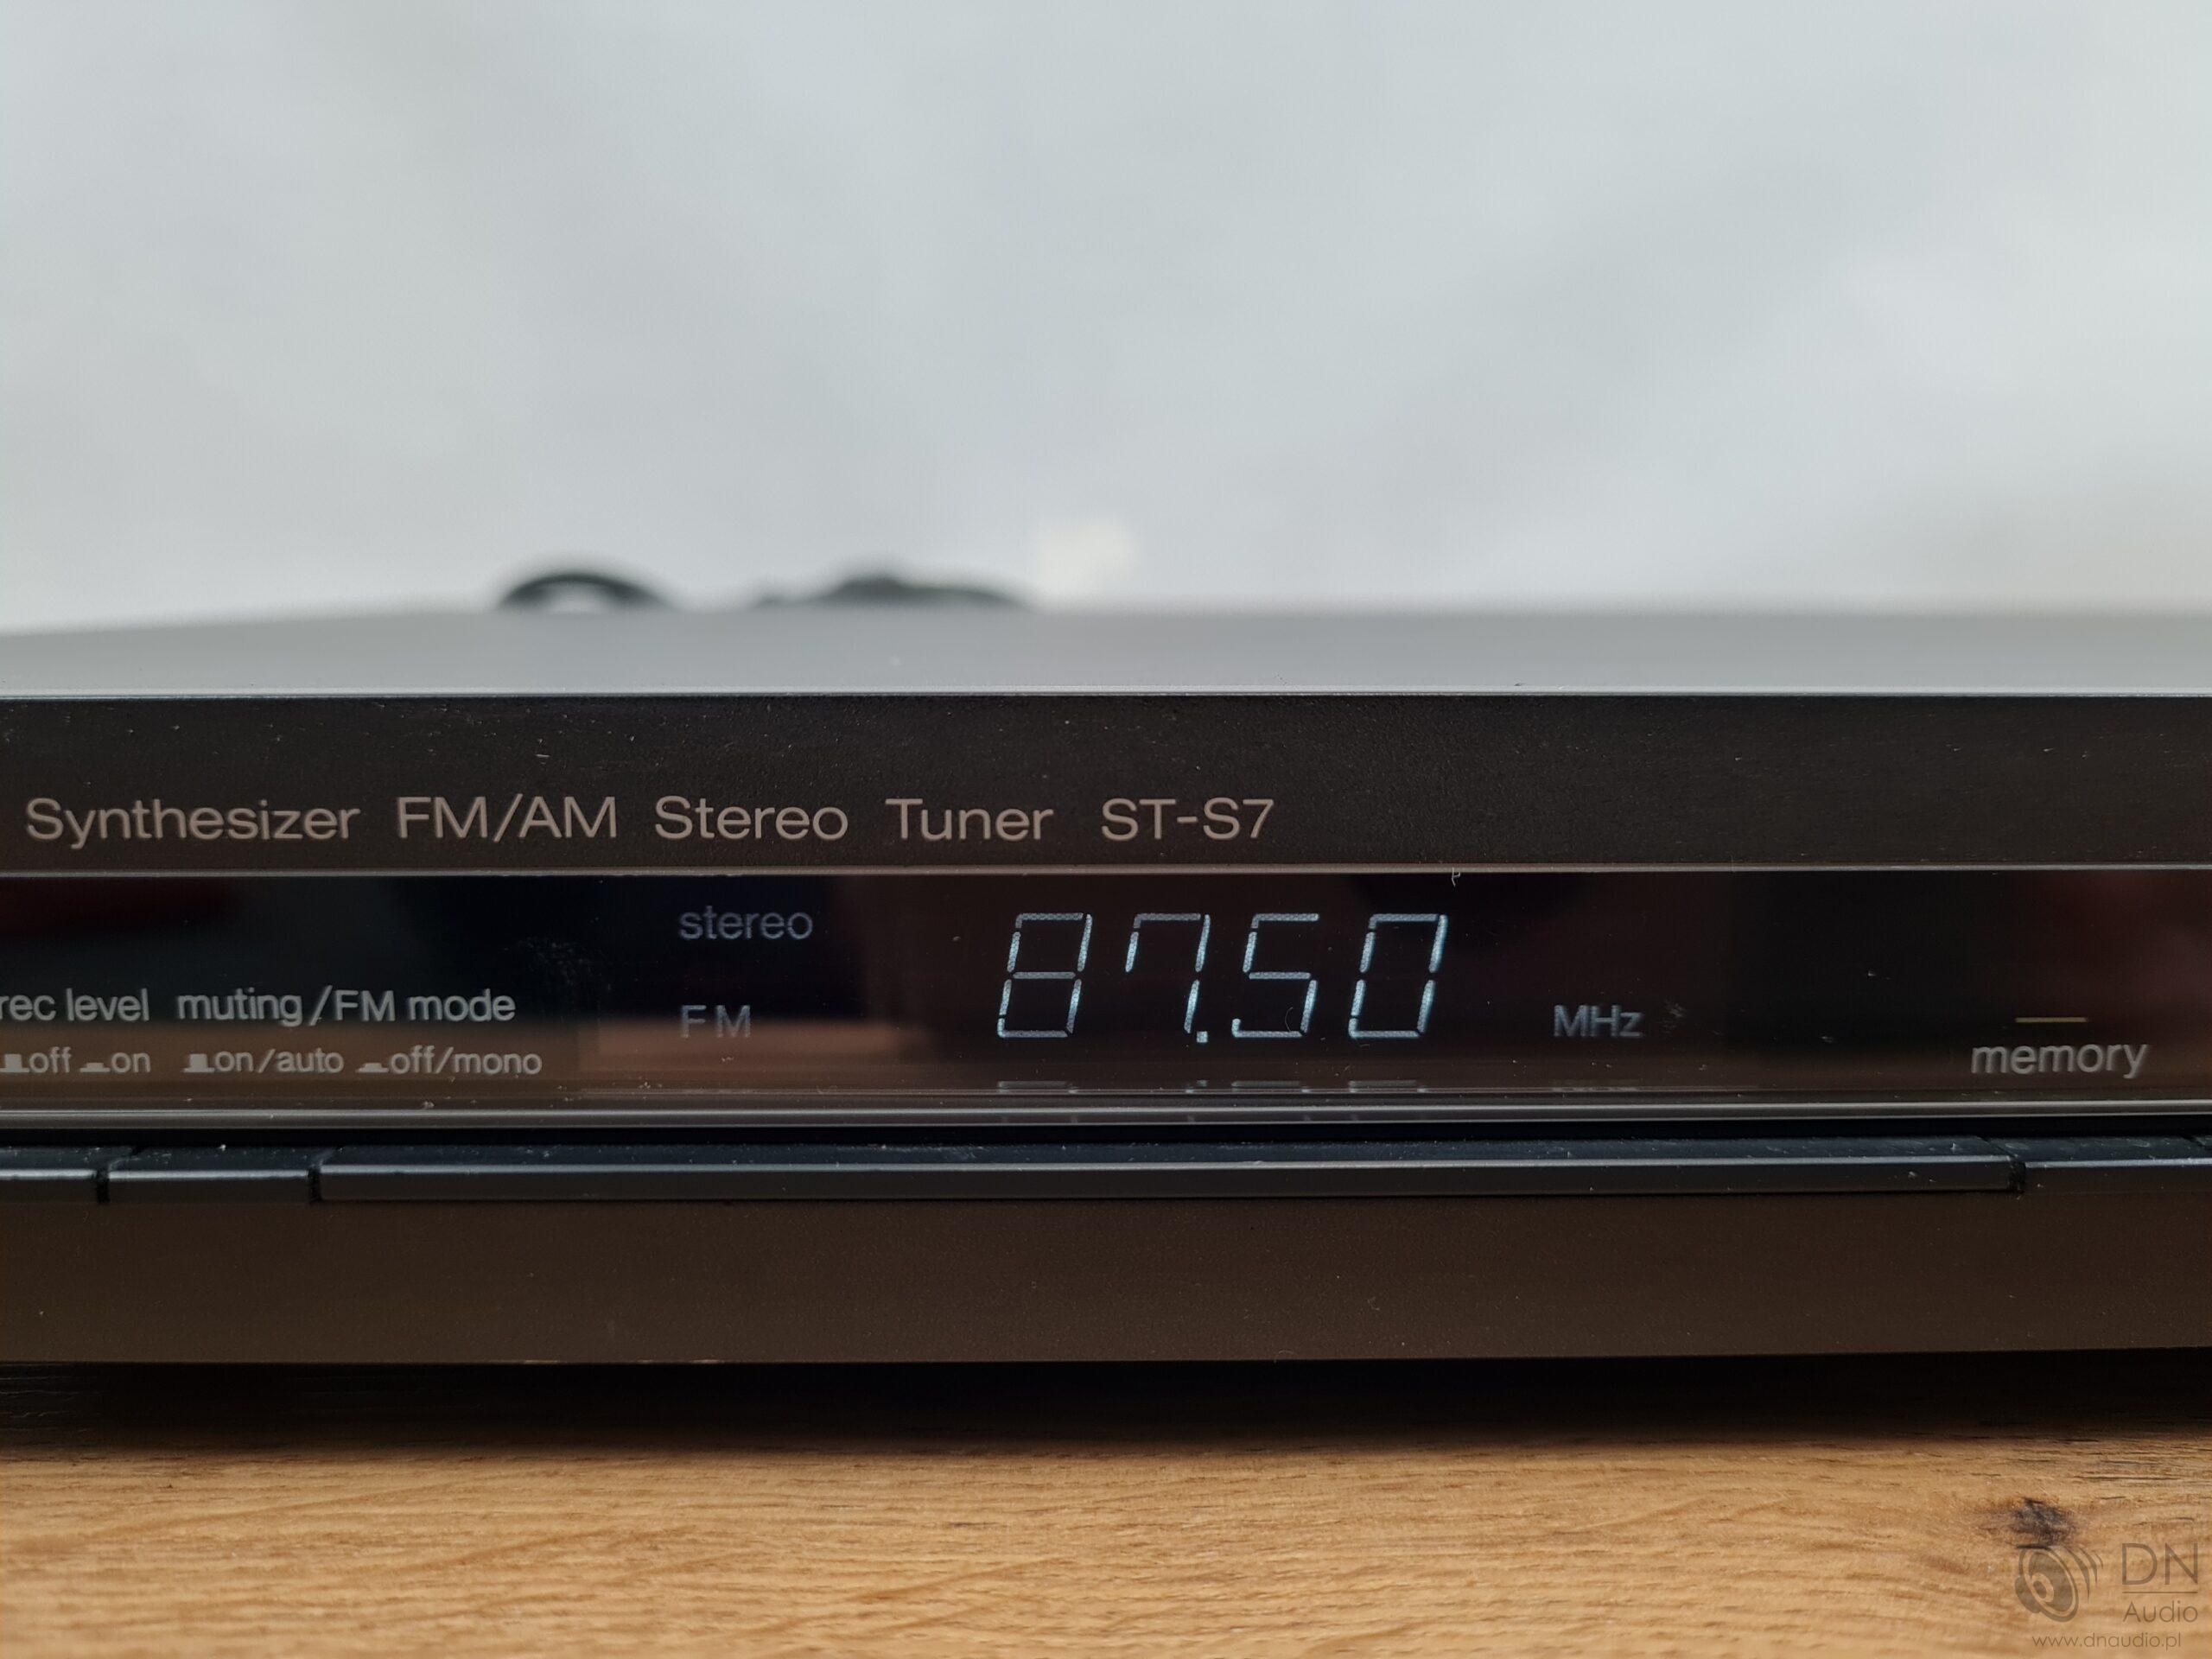 Synthesizer FM/AM Stereo Tuner ST-S7
stereo
87.50
rec level muting/FM mode
FM
MHz
off on on/auto off/mono
memory
DN
Audio
www.dnaudio.pl